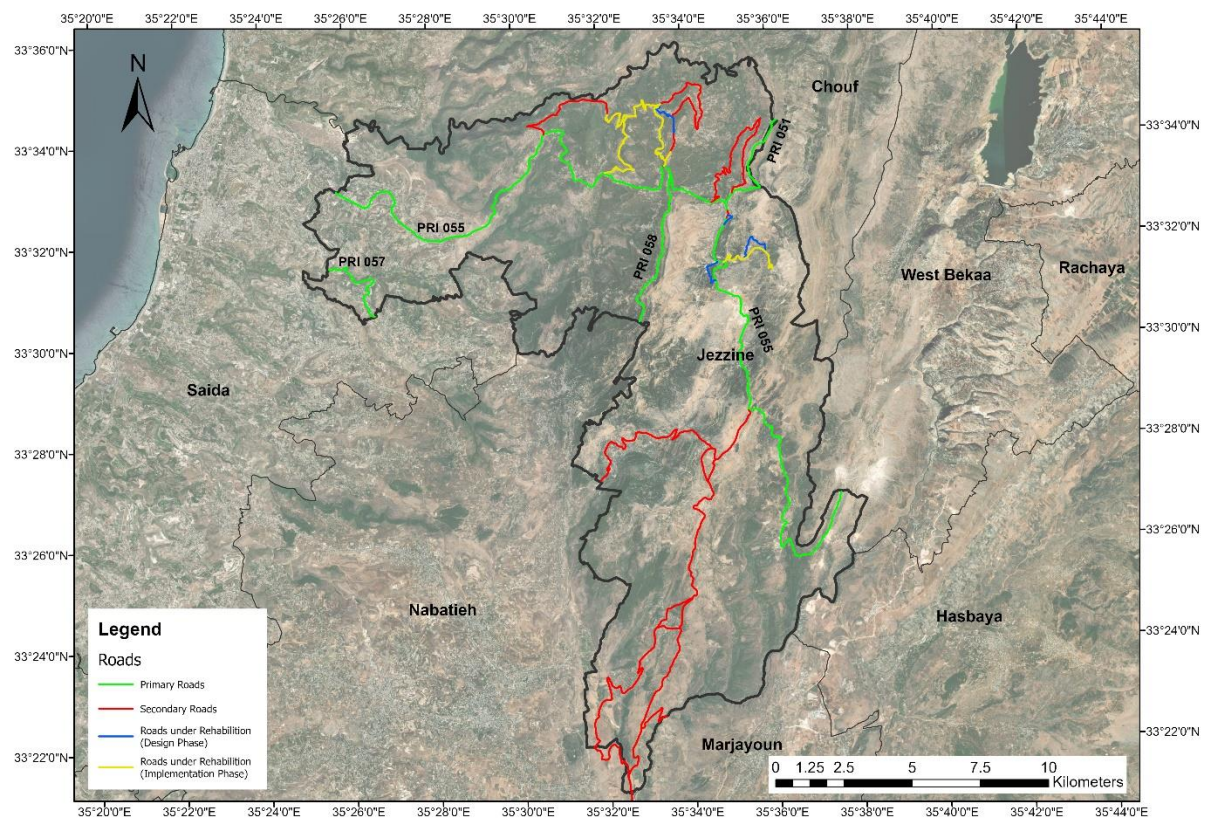 35°20'0"E 35°22'0"E 35°24'0"E 35°26'0"E 35°28'0"E 35°30'0"E 35°32'0"E 35°34'0"E 35°36'0"E 35°38'0"E 35°40'0"E 35°42'0"E 35°44'0"E
33°36'0"N
33°34'0"N
33°32'0"N
33°30'0"N
33°28'0"N
33°26'0"N
33°24'0"N
33°22'0"N
N
Chouf
PRI 051
PRI 055
PRI 058
PRI 057
West Bekaa
Rachaya
PRI 055
Jezzine
Saida
Nabatieh
Hasbaya
Marjayoun
Legend
Roads
Primary Roads
Secondary Roads
Roads under Rehabilition
(Design Phase)
Roads under Rehabilition
(Implementation Phase)
0 1.25 2.5 5 7.5 10
Kilometers
33°34'0"N
33°32'0"N
33°30'0"N
33°28'0"N
33°26'0"N
33°24'0"N
33°22'0"N
35°20'0"E 35°22'0"E 35°24'0"E 35°26'0"E 35°28'0"E 35°30'0"E 35°32'0"E 35°34'0"E 35°36'0"E 35°38'0"E 35°40'0"E 35°42'0"E 35°44'0"E